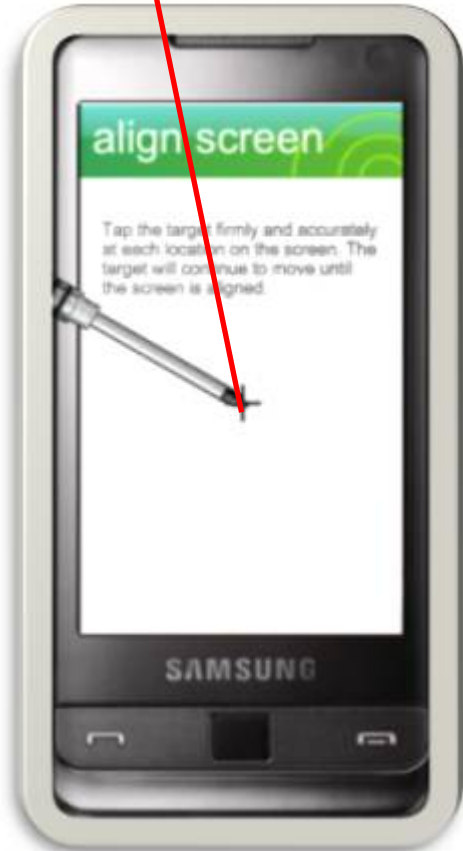 align screen
Tap the target firmly and accurately
at each location on the screen. The
target will continue to move until
the screen is aligned.
SAMSUNG